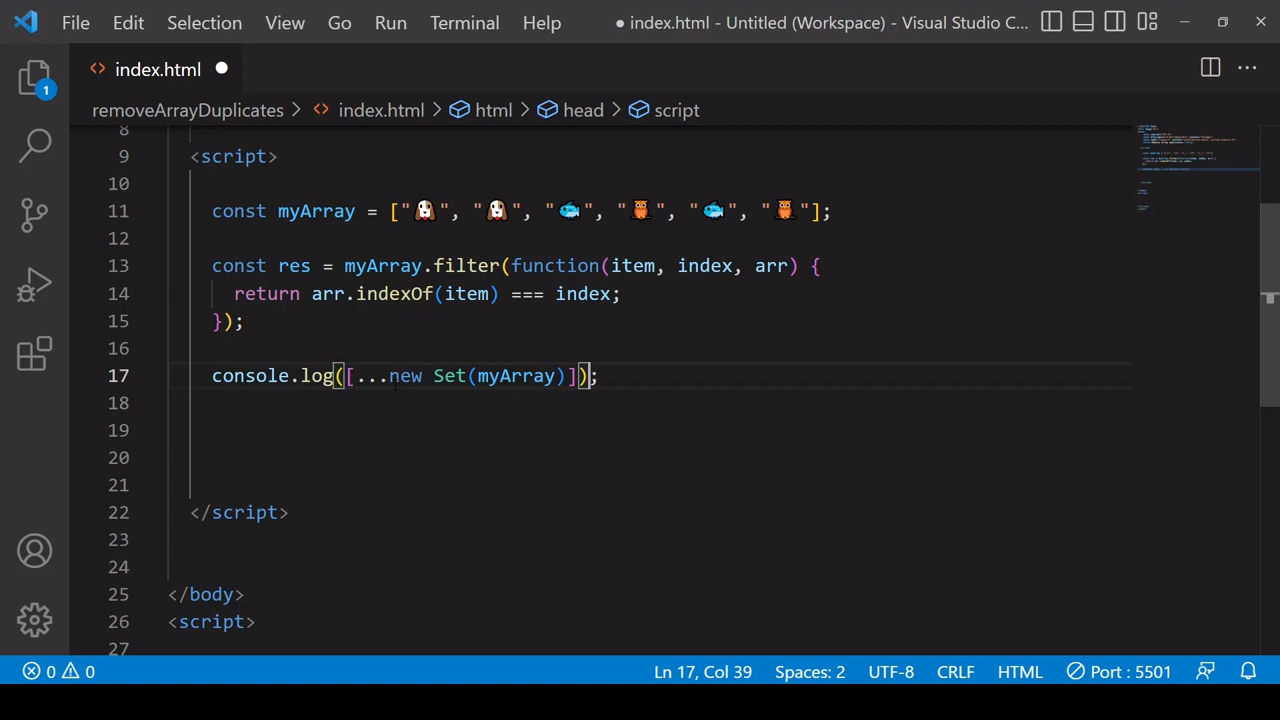 File Edit Selection View Go Run Terminal Help ● index.html - Untitled (Workspace) - Visual Studio C...
<> index.html ●
1
removeArrayDuplicates > <> index.html > html > head > script
8
9 <script>
10
11 const myArray = ["🐶", "🐶", "🐟", "🦉", "🐟", "🦉"];
12
13 const res = myArray.filter(function(item, index, arr) {
14 return arr.indexOf(item) === index;
15 });
16
17 console.log([...new Set(myArray)]);
18
19
20
21
22 </script>
23
24
25 </body>
26 <script>
27
0 0 Ln 17, Col 39 Spaces: 2 UTF-8 CRLF HTML Port : 5501